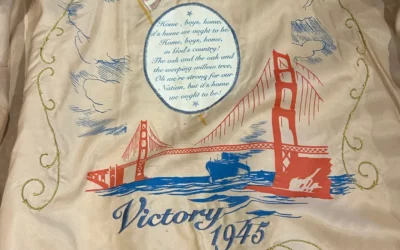 Home, boys, home,
it's home we ought to be!
Home, boys, home,
in God's country!
The oak and the ash and
the weeping willow tree,
Oh we're strong for our
Nation, but it's home
we ought to be!
Victory
1945